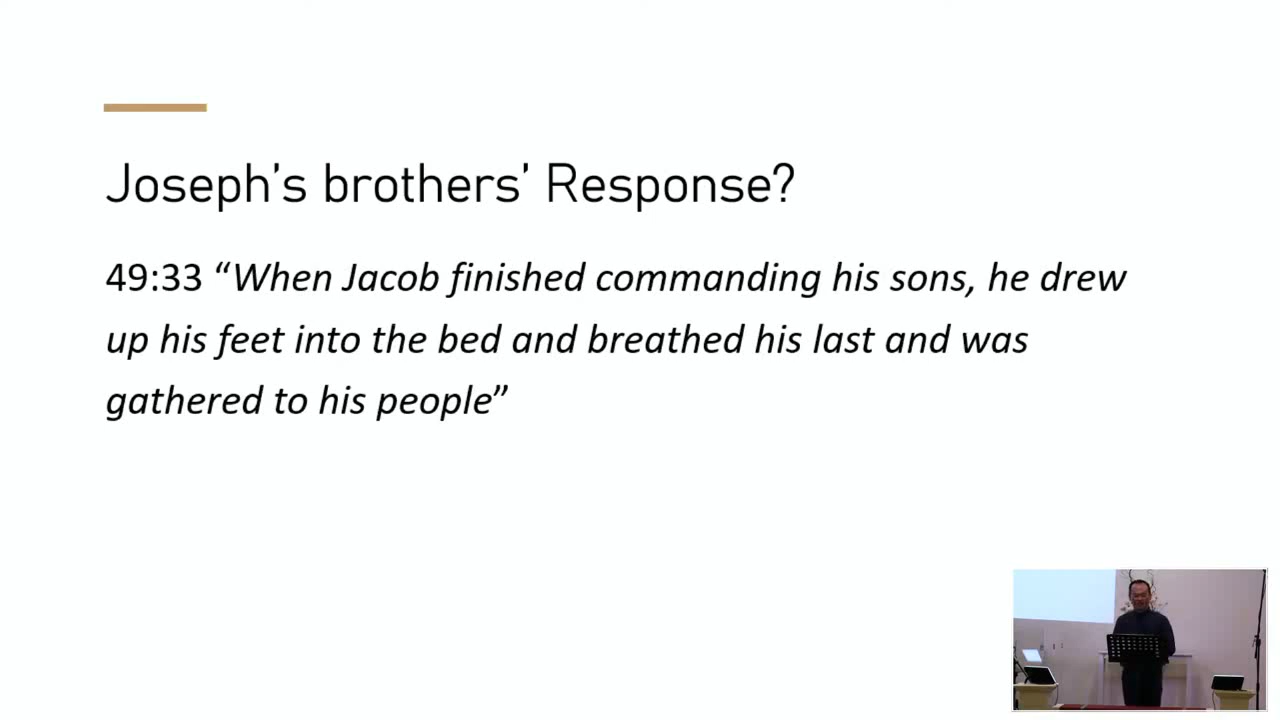 Joseph’s brothers’ Response?
49:33 “When Jacob finished commanding his sons, he drew
up his feet into the bed and breathed his last and was
gathered to his people”